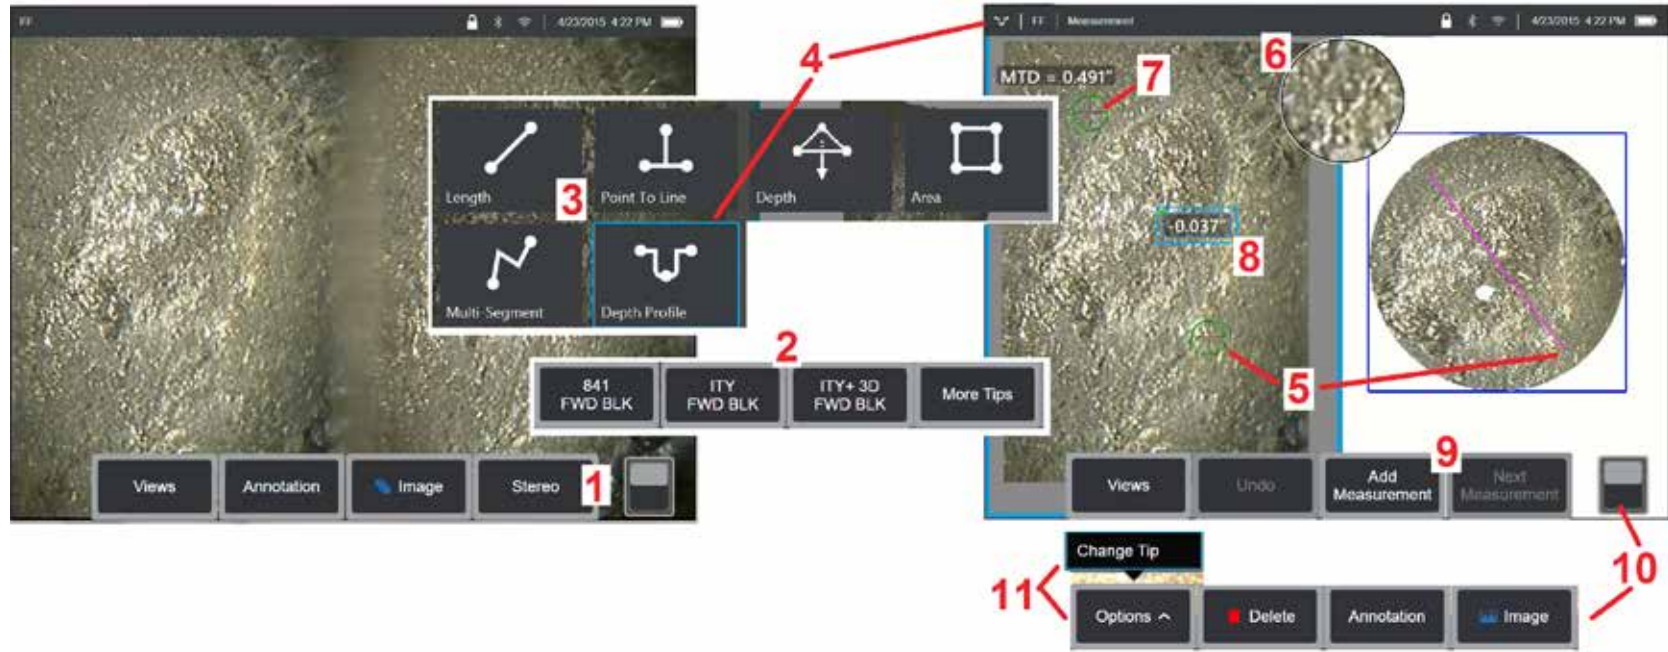 FF
4/23/2015 4:22 PM
FF | Measurement
4/23/2015 4:22 PM
4
6
7
MTD = 0.491"
Length
3
Point To Line
Depth
Area
Multi-Segment
Depth Profile
-0.037"
8
2
841
FWD BLK
ITY
FWD BLK
ITY+ 3D
FWD BLK
More Tips
5
Views
Annotation
Image
Stereo
1
9
Views
Undo
Add
Measurement
Next
Measurement
10
11
Change Tip
Options
Delete
Annotation
Image